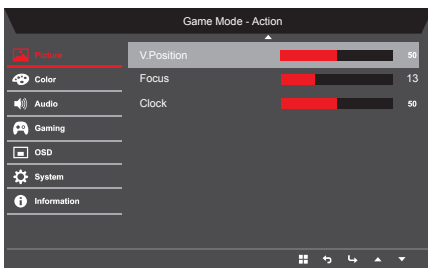 Game Mode - Action
Picture
V.Position 50
Color
Focus 13
Audio
Clock 50
Gaming
OSD
System
Information